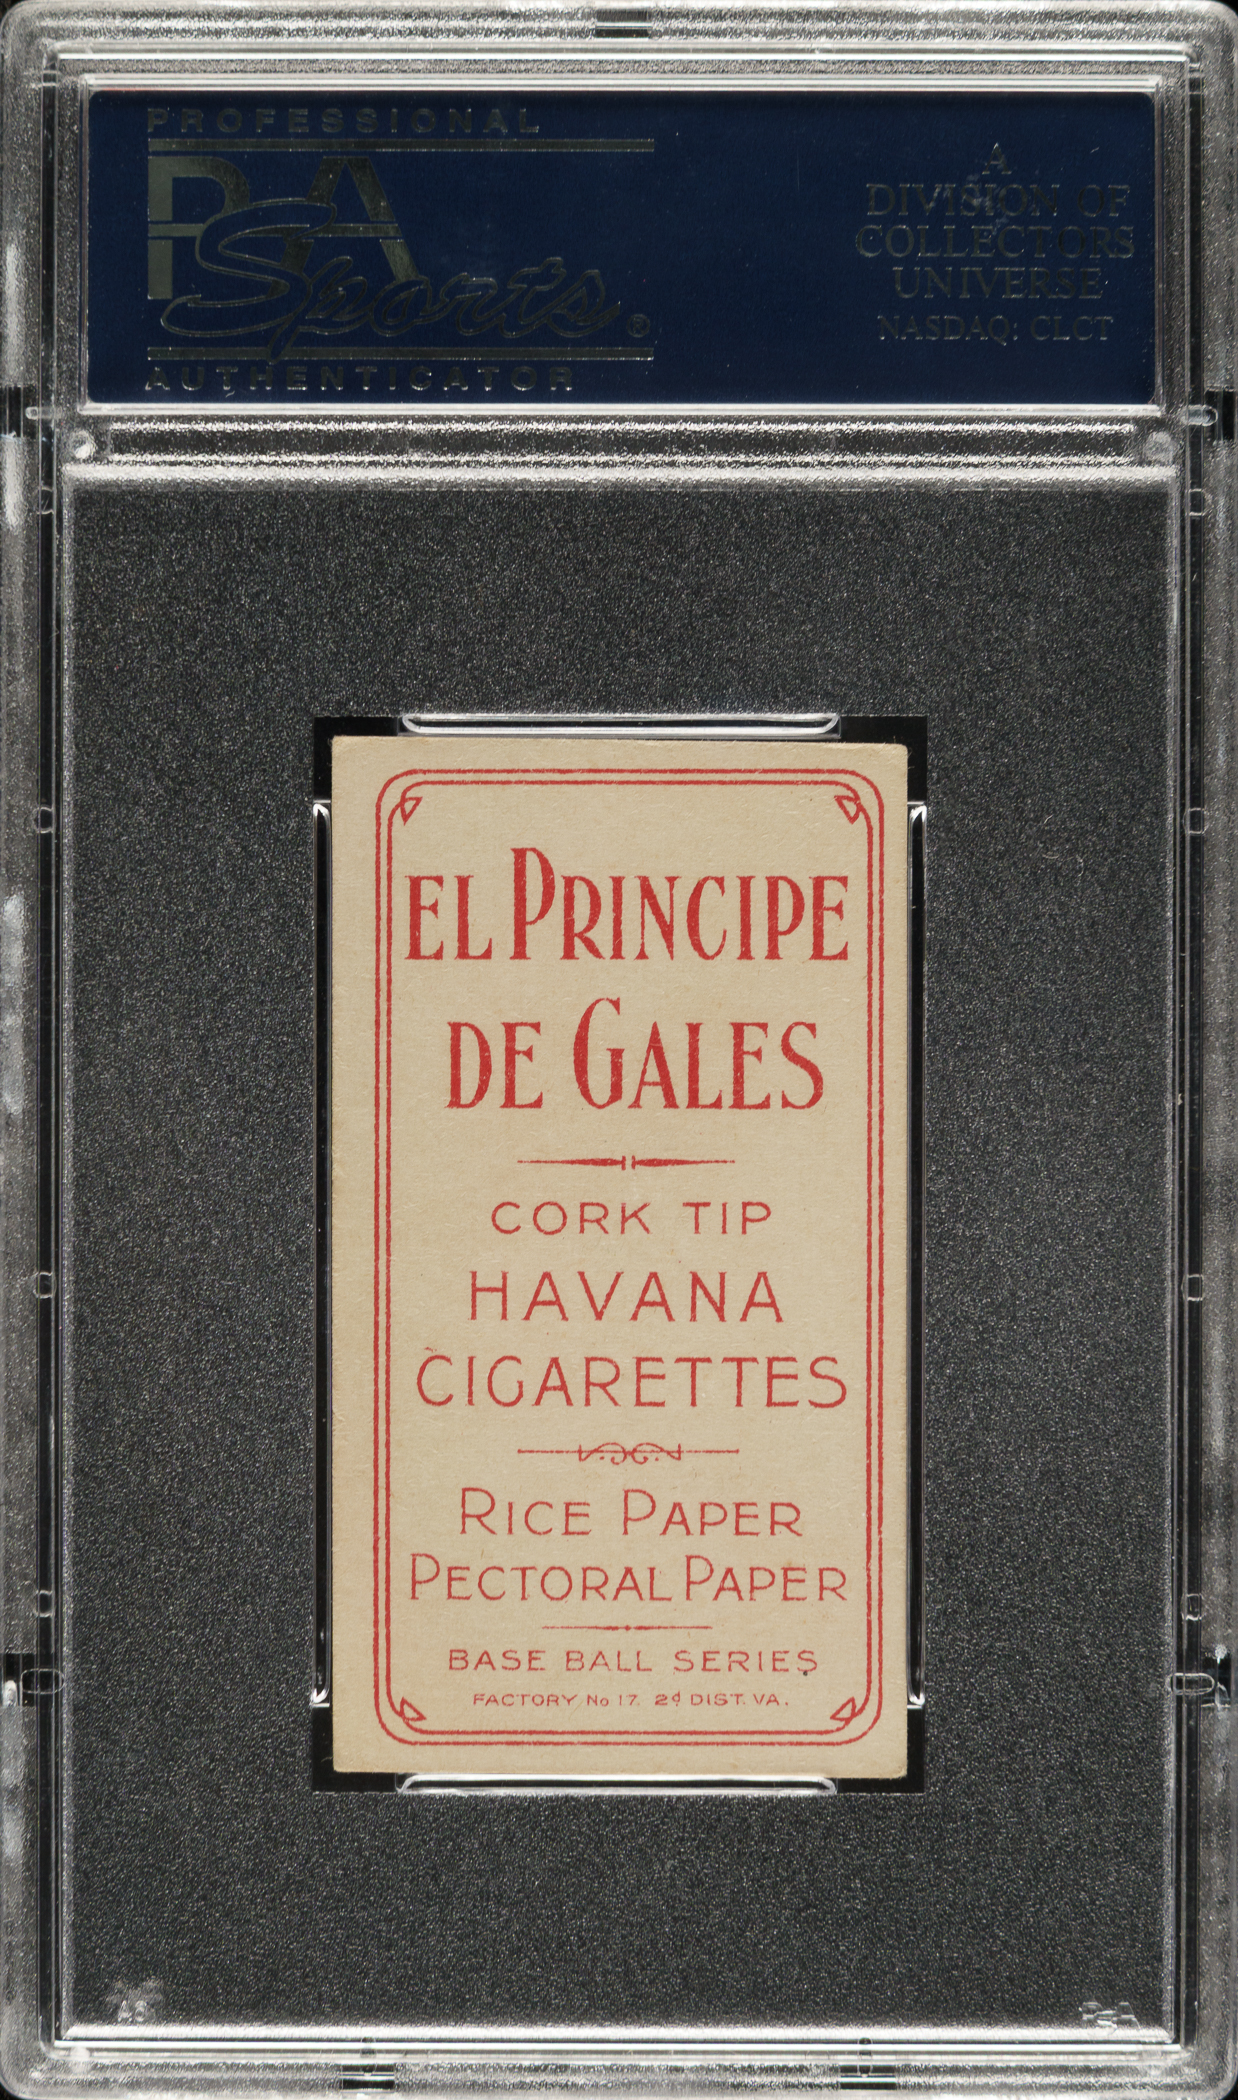 PROFESSIONAL
PSA
Sports ®
AUTHENTICATOR
A
DIVISION OF
COLLECTORS
UNIVERSE
NASDAQ: CLCT
EL PRINCIPE
DE GALES
CORK TIP
HAVANA
CIGARETTES
RICE PAPER
PECTORAL PAPER
BASE BALL SERIES
FACTORY No 17. 2d DIST. VA.
PSA